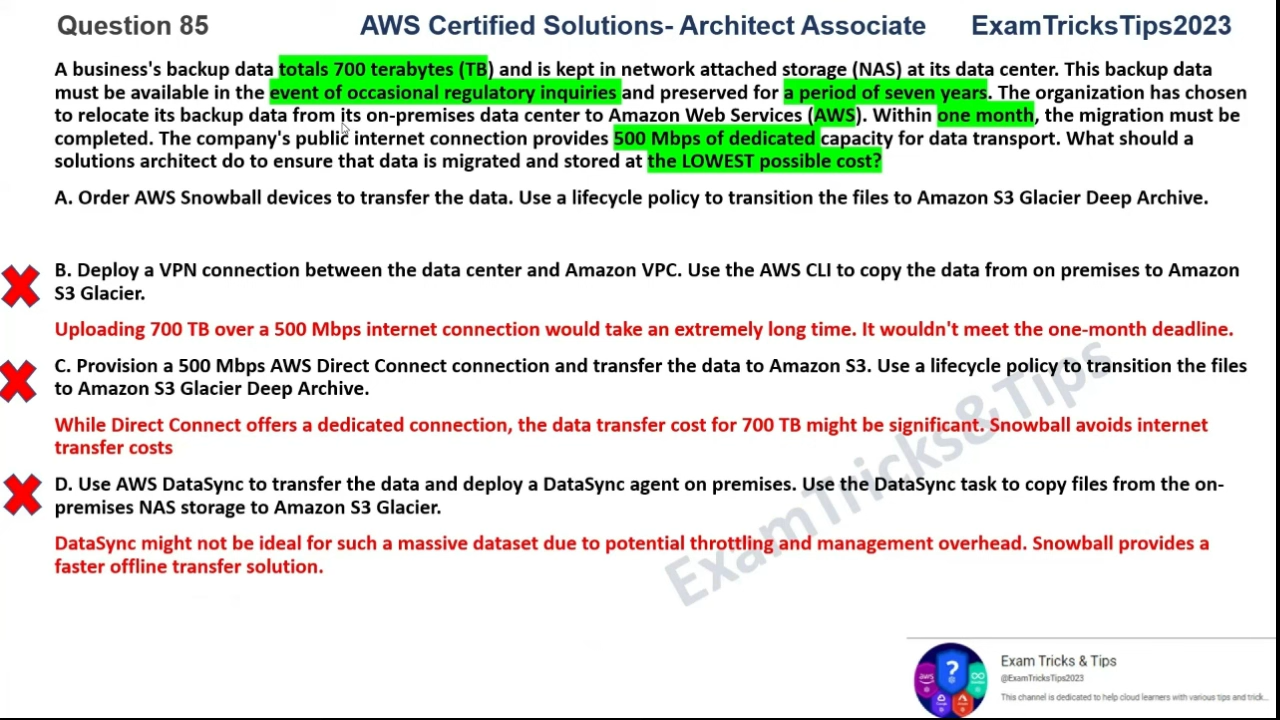 Question 85
AWS Certified Solutions- Architect Associate
ExamTricksTips2023
A business's backup data totals 700 terabytes (TB) and is kept in network attached storage (NAS) at its data center. This backup data
must be available in the event of occasional regulatory inquiries and preserved for a period of seven years. The organization has chosen
to relocate its backup data from its on-premises data center to Amazon Web Services (AWS). Within one month, the migration must be
completed. The company's public internet connection provides 500 Mbps of dedicated capacity for data transport. What should a
solutions architect do to ensure that data is migrated and stored at the LOWEST possible cost?
A. Order AWS Snowball devices to transfer the data. Use a lifecycle policy to transition the files to Amazon S3 Glacier Deep Archive.
B. Deploy a VPN connection between the data center and Amazon VPC. Use the AWS CLI to copy the data from on premises to Amazon
S3 Glacier.
Uploading 700 TB over a 500 Mbps internet connection would take an extremely long time. It wouldn't meet the one-month deadline.
C. Provision a 500 Mbps AWS Direct Connect connection and transfer the data to Amazon S3. Use a lifecycle policy to transition the files
to Amazon S3 Glacier Deep Archive.
While Direct Connect offers a dedicated connection, the data transfer cost for 700 TB might be significant. Snowball avoids internet
transfer costs
D. Use AWS DataSync to transfer the data and deploy a DataSync agent on premises. Use the DataSync task to copy files from the on-
premises NAS storage to Amazon S3 Glacier.
DataSync might not be ideal for such a massive dataset due to potential throttling and management overhead. Snowball provides a
faster offline transfer solution.
ExamTricks&Tips
aws
?
Exam Tricks & Tips
@ExamTricksTips2023
This channel is dedicated to help cloud learners with various tips and trick...